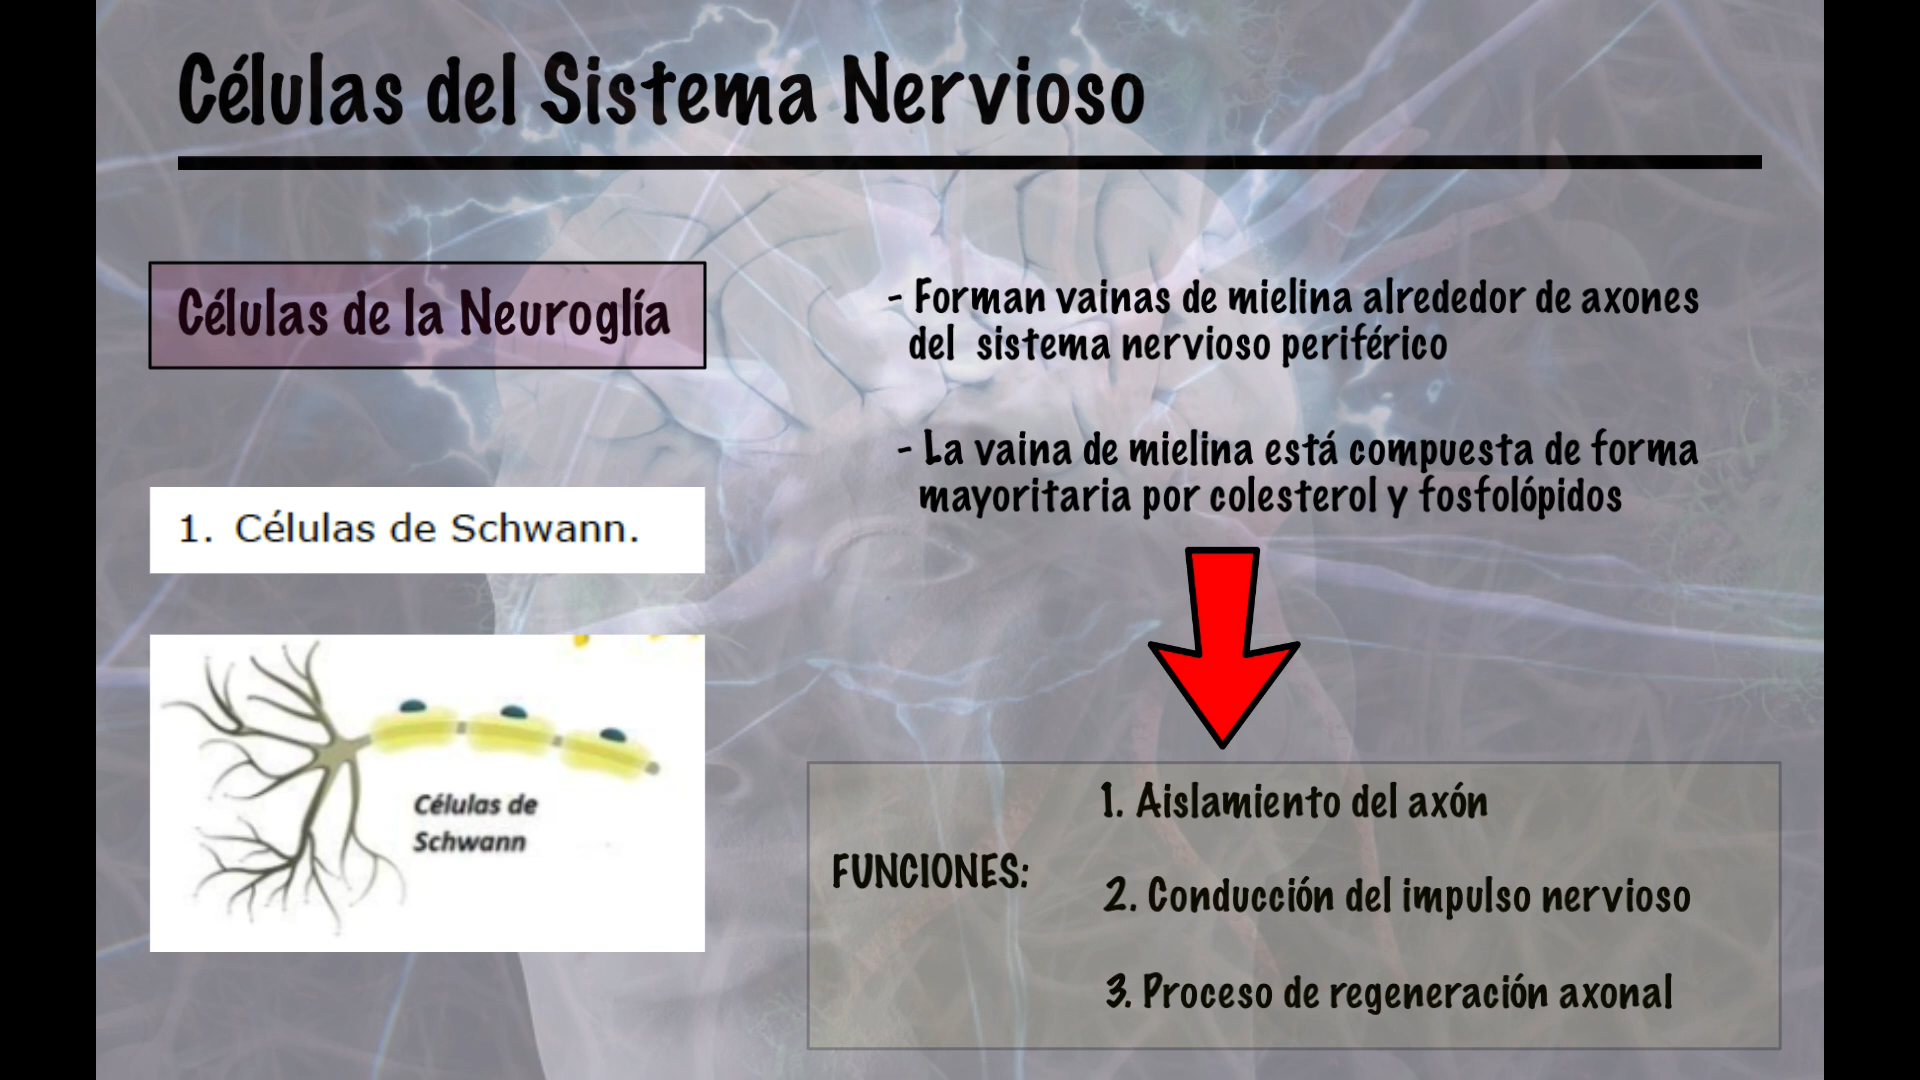 Células del Sistema Nervioso
Células de la Neuroglía
1. Células de Schwann.
Células de
Schwann
- Forman vainas de mielina alrededor de axones
del sistema nervioso periférico
- La vaina de mielina está compuesta de forma
mayoritaria por colesterol y fosfolópidos
FUNCIONES:
1. Aislamiento del axón
2. Conducción del impulso nervioso
3. Proceso de regeneración axonal